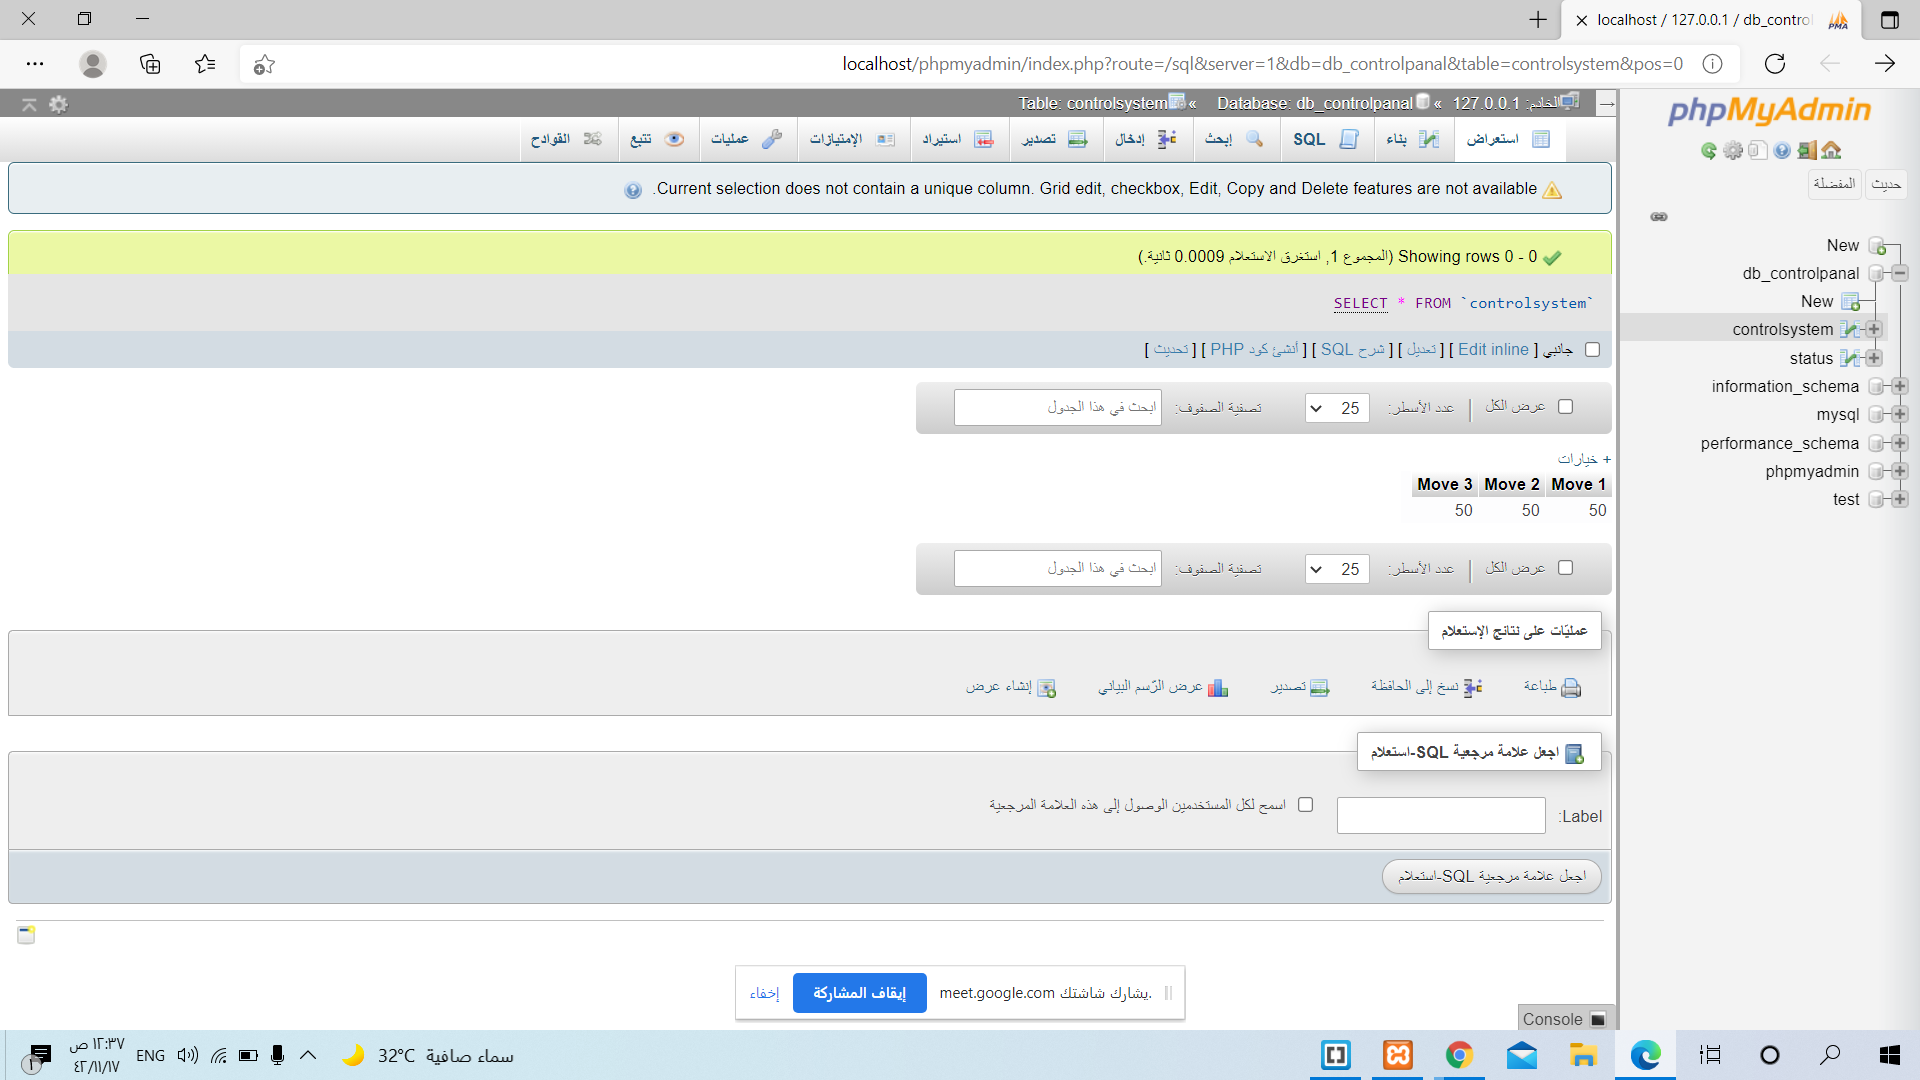 localhost / 127.0.0.1 / db_contro
localhost/phpmyadmin/index.php?route=/sql&server=1&db=db_controlpanal&table=controlsystem&pos=0
الخادم: 127.0.0.1 » Database: db_controlpanal » Table: controlsystem
استعراض بناء SQL إبحث إدخال تصدير استيراد الإمتيازات عمليات تتبع القوادح
Current selection does not contain a unique column. Grid edit, checkbox, Edit, Copy and Delete features are not available.
Showing rows 0 - 0 (المجموع 1, استغرق الاستعلام 0.0009 ثانية.)
SELECT * FROM `controlsystem`
جانبي [ Edit inline ] [ تعديل ] [ شرح SQL ] [ أنشئ كود PHP ] [ تحديث ]
عرض الكل | عدد الأسطر: 25 تصفية الصفوف: ابحث في هذا الجدول
+ خيارات
Move 1 Move 2 Move 3
50 50 50
عرض الكل | عدد الأسطر: 25 تصفية الصفوف: ابحث في هذا الجدول
عمليّات على نتائج الإستعلام
طباعة نسخ إلى الحافظة تصدير عرض الرّسم البياني إنشاء عرض
اجعل علامة مرجعية SQL-استعلام
Label: اسمح لكل المستخدمين الوصول إلى هذه العلامة المرجعية
اجعل علامة مرجعية SQL-استعلام
Console
phpMyAdmin
حديث المفضلة
New
db_controlpanal
New
controlsystem
status
information_schema
mysql
performance_schema
phpmyadmin
test
يشارك شاشتك meet.google.com. إيقاف المشاركة إخفاء
سماء صافية 32°C
ENG
١٢:٣٧ ص
٤٢/١١/١٧
١